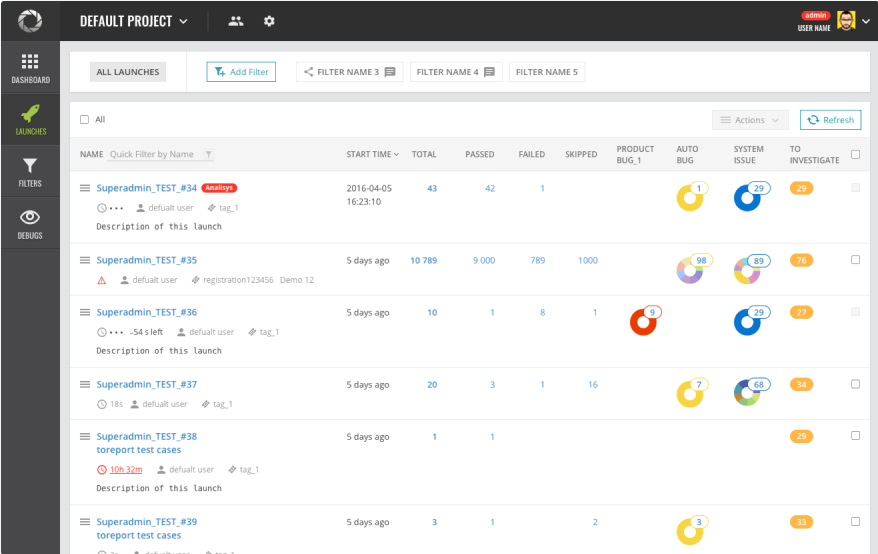 DEFAULT PROJECT
admin
USER NAME
DASHBOARD
LAUNCHES
FILTERS
DEBUGS
ALL LAUNCHES Add Filter FILTER NAME 3 FILTER NAME 4 FILTER NAME 5
All Actions Refresh
NAME Quick Filter by Name START TIME TOTAL PASSED FAILED SKIPPED PRODUCT BUG_1 AUTO BUG SYSTEM ISSUE TO INVESTIGATE
Superadmin_TEST_#34 Analisys 2016-04-05 43 42 1 1 29 29
16:23:10
defualt user tag_1
Description of this launch
Superadmin_TEST_#35 5 days ago 10 789 9 000 789 1000 98 89 76
defualt user registration123456 Demo 12
Superadmin_TEST_#36 5 days ago 10 1 8 1 9 29 27
-54 s left defualt user tag_1
Description of this launch
Superadmin_TEST_#37 5 days ago 20 3 1 16 7 68 34
18s defualt user tag_1
Superadmin_TEST_#38 5 days ago 1 1 29
toreport test cases
10h 32m defualt user tag_1
Description of this launch
Superadmin_TEST_#39 5 days ago 3 1 2 3 33
toreport test cases